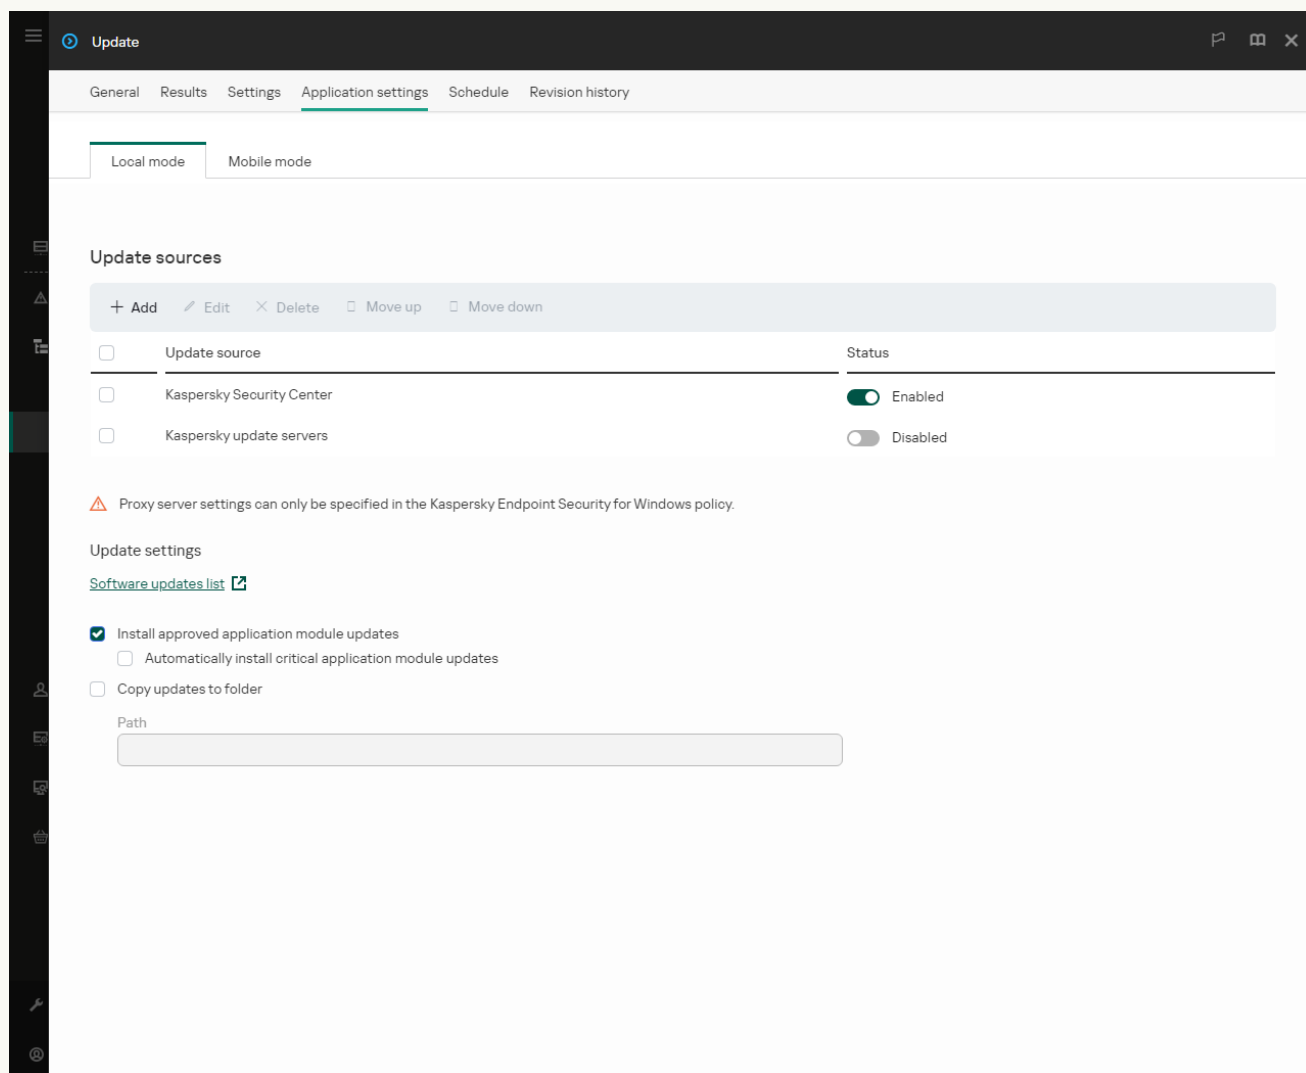 Update
General Results Settings Application settings Schedule Revision history
Local mode Mobile mode
Update sources
Add Edit Delete Move up Move down
Update source Status
Kaspersky Security Center Enabled
Kaspersky update servers Disabled
Proxy server settings can only be specified in the Kaspersky Endpoint Security for Windows policy.
Update settings
Software updates list
Install approved application module updates
Automatically install critical application module updates
Copy updates to folder
Path